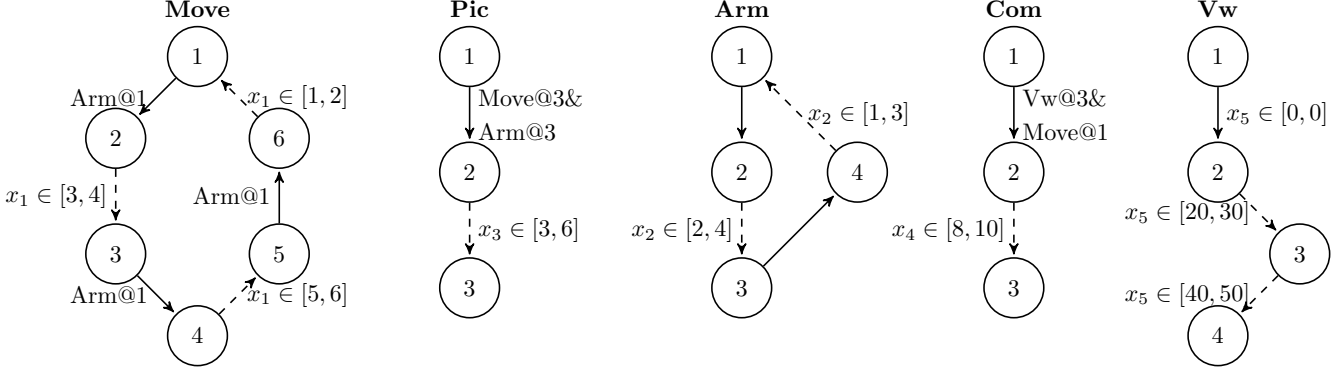 Move
1
Arm@1
x₁ ∈ [1, 2]
2
6
x₁ ∈ [3, 4]
Arm@1
3
5
Arm@1
x₁ ∈ [5, 6]
4
Pic
1
Move@3&
Arm@3
2
x₃ ∈ [3, 6]
3
Arm
1
x₂ ∈ [1, 3]
2
4
x₂ ∈ [2, 4]
3
Com
1
Vw@3&
Move@1
2
x₄ ∈ [8, 10]
3
Vw
1
x₅ ∈ [0, 0]
2
x₅ ∈ [20, 30]
3
x₅ ∈ [40, 50]
4